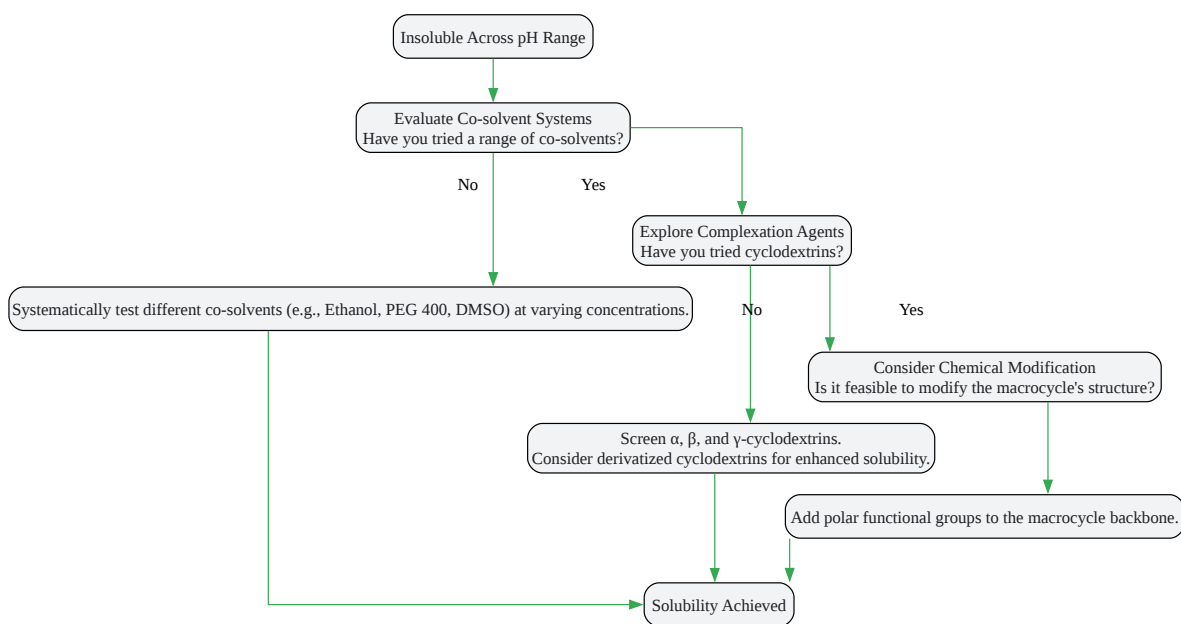 Insoluble Across pH Range
Evaluate Co-solvent Systems
Have you tried a range of co-solvents?
No
Yes
Explore Complexation Agents
Have you tried cyclodextrins?
Systematically test different co-solvents (e.g., Ethanol, PEG 400, DMSO) at varying concentrations.
No
Yes
Consider Chemical Modification
Is it feasible to modify the macrocycle's structure?
Screen α, β, and γ-cyclodextrins.
Consider derivatized cyclodextrins for enhanced solubility.
Add polar functional groups to the macrocycle backbone.
Solubility Achieved